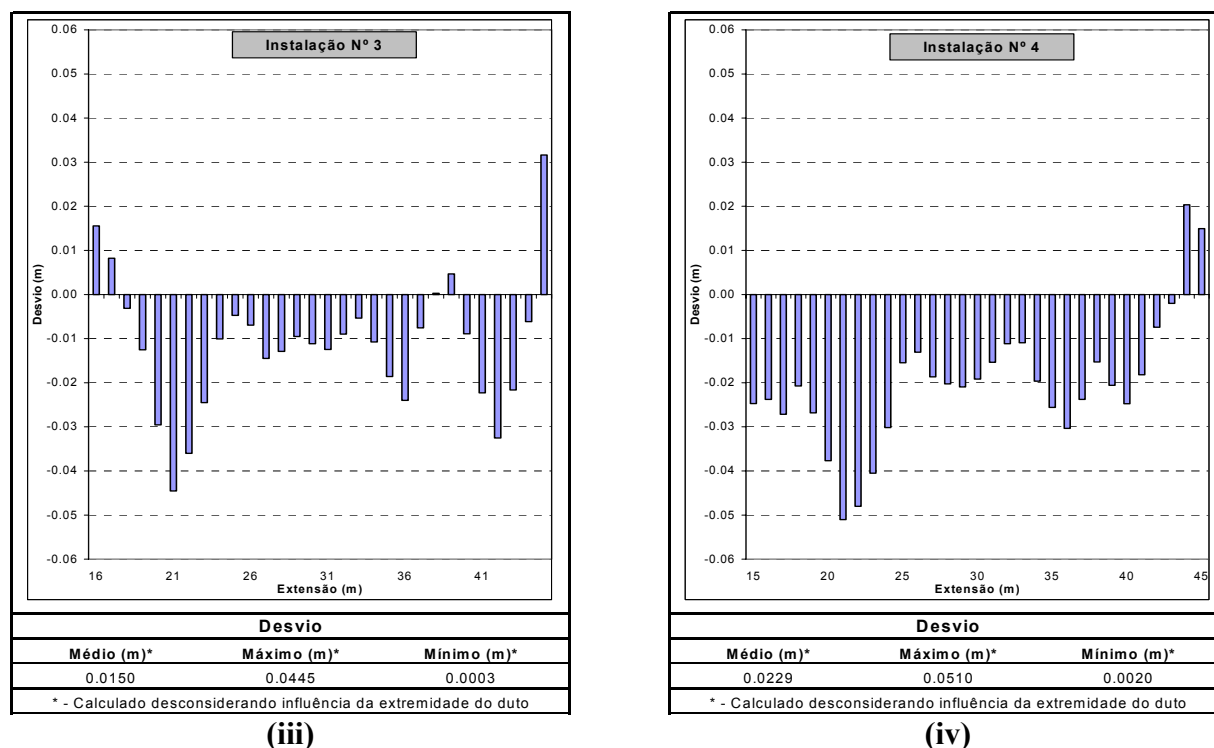 Instalação Nº 3
0.06
0.05
0.04
0.03
0.02
0.01
0.00
-0.01
-0.02
-0.03
-0.04
-0.05
-0.06
Desvio (m)
16 21 26 31 36 41
Extensão (m)
Desvio
Médio (m)* Máximo (m)* Mínimo (m)*
0.0150 0.0445 0.0003
* - Calculado desconsiderando influência da extremidade do duto
(iii)
Instalação Nº 4
0.06
0.05
0.04
0.03
0.02
0.01
0.00
-0.01
-0.02
-0.03
-0.04
-0.05
-0.06
Desvio (m)
15 20 25 30 35 40 45
Extensão (m)
Desvio
Médio (m)* Máximo (m)* Mínimo (m)*
0.0229 0.0510 0.0020
* - Calculado desconsiderando influência da extremidade do duto
(iv)